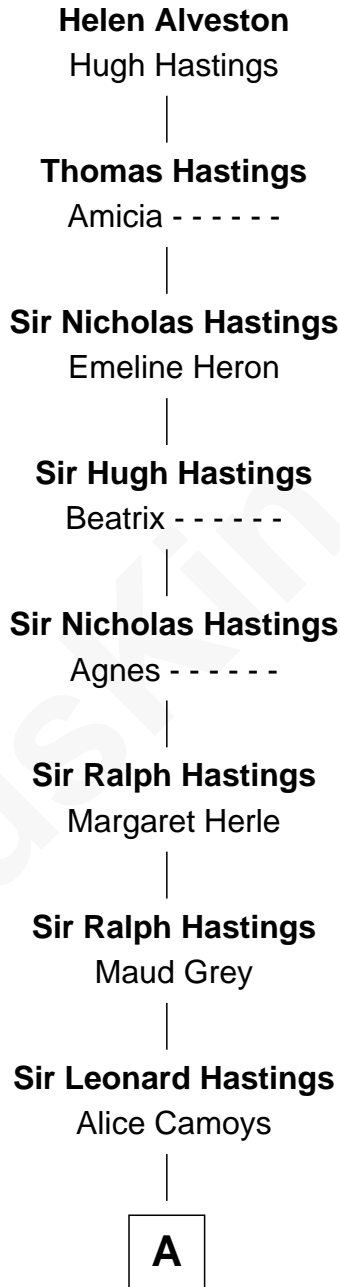 Helen Alveston
Hugh Hastings
Thomas Hastings
Amicia - - - - - -
Sir Nicholas Hastings
Emeline Heron
Sir Hugh Hastings
Beatrix - - - - - -
Sir Nicholas Hastings
Agnes - - - - - -
Sir Ralph Hastings
Margaret Herle
Sir Ralph Hastings
Maud Grey
Sir Leonard Hastings
Alice Camoys
A